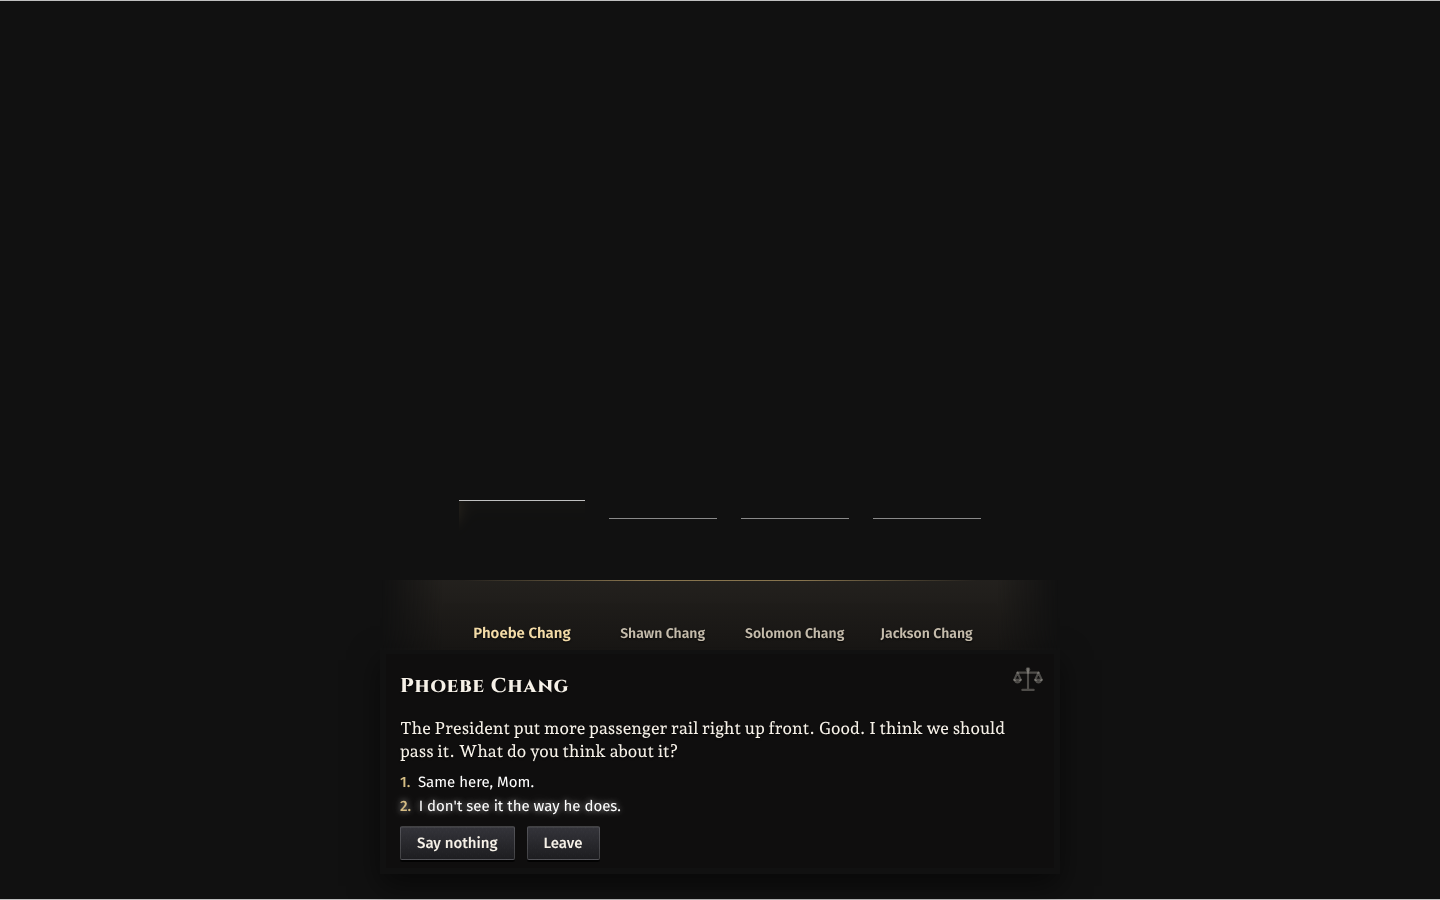 Phoebe Chang
Shawn Chang
Solomon Chang
Jackson Chang
Phoebe Chang
The President put more passenger rail right up front. Good. I think we should
pass it. What do you think about it?
1. Same here, Mom.
2. I don't see it the way he does.
Say nothing
Leave